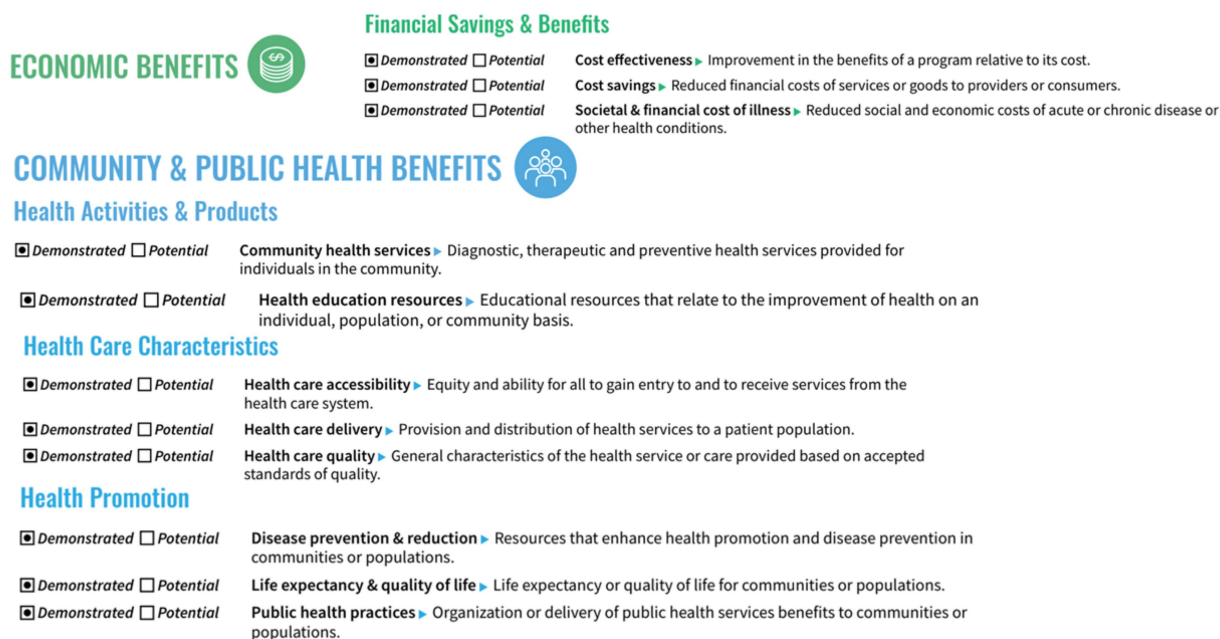 ECONOMIC BENEFITS
Financial Savings & Benefits
Demonstrated Potential Cost effectiveness ▸ Improvement in the benefits of a program relative to its cost.
Demonstrated Potential Cost savings ▸ Reduced financial costs of services or goods to providers or consumers.
Demonstrated Potential Societal & financial cost of illness ▸ Reduced social and economic costs of acute or chronic disease or
other health conditions.
COMMUNITY & PUBLIC HEALTH BENEFITS
Health Activities & Products
Demonstrated Potential Community health services ▸ Diagnostic, therapeutic and preventive health services provided for
individuals in the community.
Demonstrated Potential Health education resources ▸ Educational resources that relate to the improvement of health on an
individual, population, or community basis.
Health Care Characteristics
Demonstrated Potential Health care accessibility ▸ Equity and ability for all to gain entry to and to receive services from the
health care system.
Demonstrated Potential Health care delivery ▸ Provision and distribution of health services to a patient population.
Demonstrated Potential Health care quality ▸ General characteristics of the health service or care provided based on accepted
standards of quality.
Health Promotion
Demonstrated Potential Disease prevention & reduction ▸ Resources that enhance health promotion and disease prevention in
communities or populations.
Demonstrated Potential Life expectancy & quality of life ▸ Life expectancy or quality of life for communities or populations.
Demonstrated Potential Public health practices ▸ Organization or delivery of public health services benefits to communities or
populations.